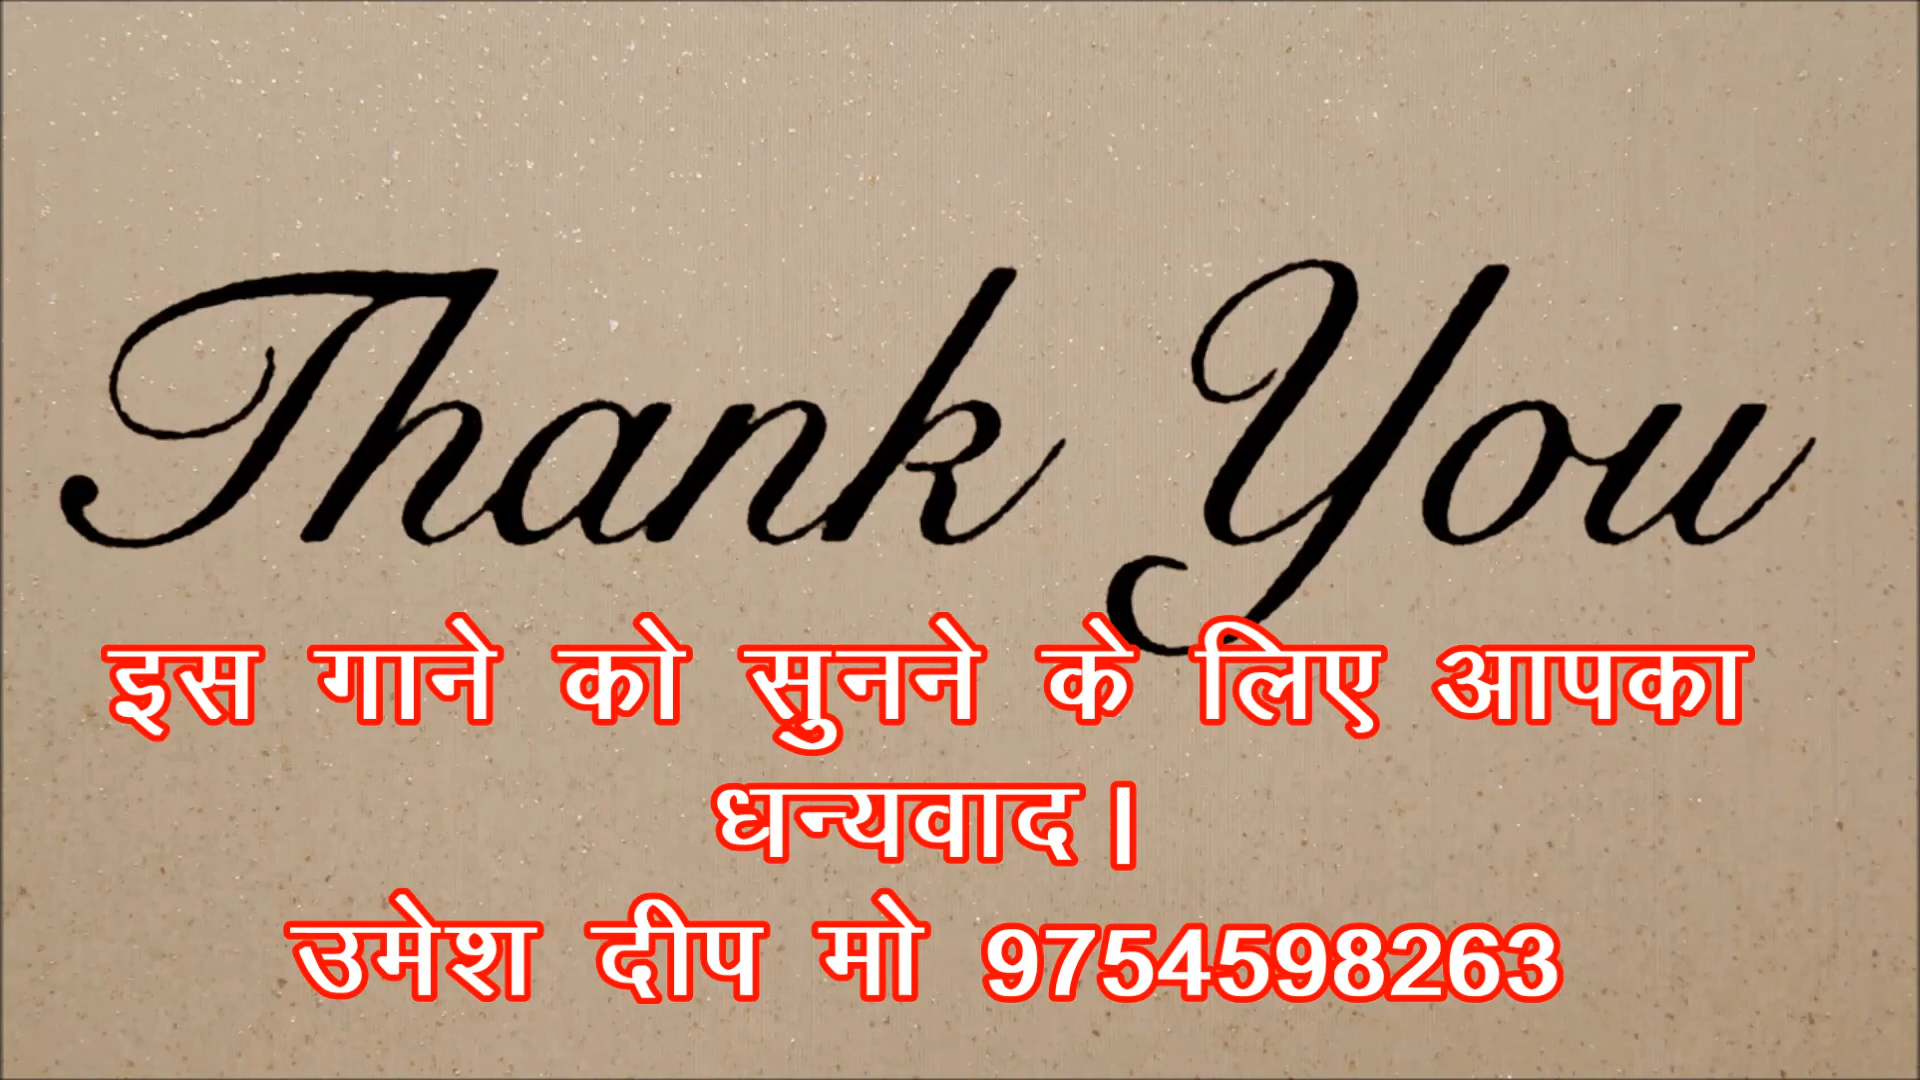 Thank You
इस गाने को सुनने के लिए आपका
धन्यवाद।
उमेश दीप मो 9754598263